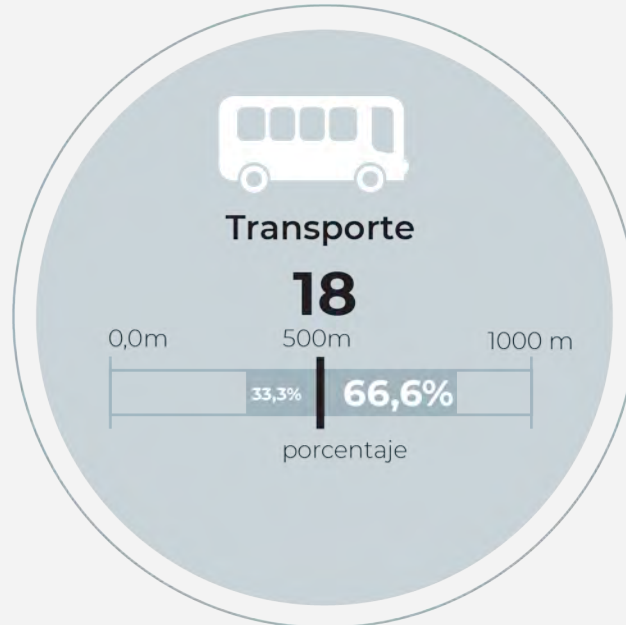 Transporte
18
0,0m 500m 1000 m
33,3% 66,6%
porcentaje